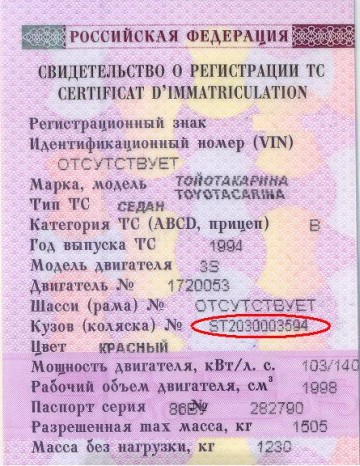 РОССИЙСКАЯ ФЕДЕРАЦИЯ
СВИДЕТЕЛЬСТВО О РЕГИСТРАЦИИ ТС
CERTIFICAT D'IMMATRICULATION
Регистрационный знак
Идентификационный номер (VIN)
ОТСУТСТВУЕТ
Марка, модель ТОЙОТАКАРИНА
TOYOTACARINA
Тип ТС СЕДАН
Категория ТС (ABCD, прицеп) B
Год выпуска ТС 1994
Модель двигателя 3S
Двигатель № 1720053
Шасси (рама) № ОТСУТСТВУЕТ
Кузов (коляска) № ST2030003594
Цвет КРАСНЫЙ
Мощность двигателя, кВт/л. с. 103/140
Рабочий объем двигателя, см³ 1998
Паспорт серия № 282790
Разрешенная max масса, кг 1505
Масса без нагрузки, кг 1230